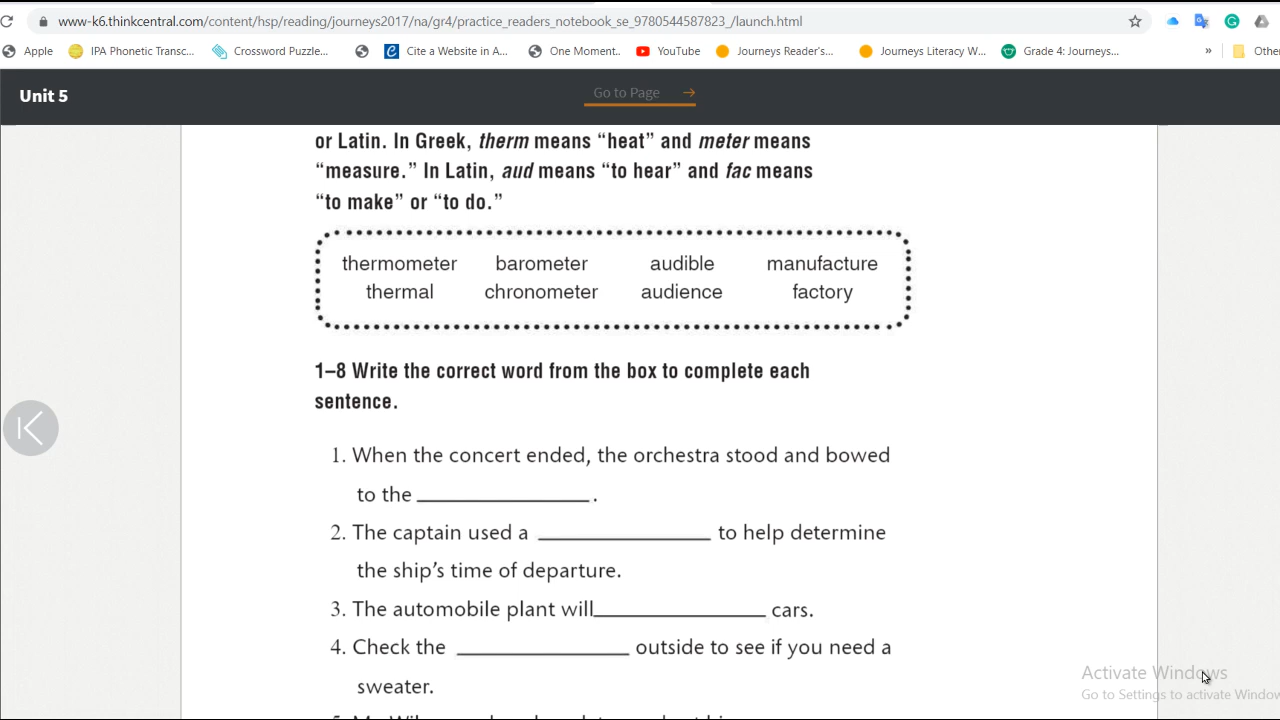 www-k6.thinkcentral.com/content/hsp/reading/journeys2017/na/gr4/practice_readers_notebook_se_9780544587823_/launch.html
Apple IPA Phonetic Transc... Crossword Puzzle... Cite a Website in A... One Moment.. YouTube Journeys Reader's... Journeys Literacy W... Grade 4: Journeys... » Othe
Unit 5 Go to Page →
or Latin. In Greek, therm means “heat” and meter means
“measure.” In Latin, aud means “to hear” and fac means
“to make” or “to do.”
thermometer barometer audible manufacture
thermal chronometer audience factory
1–8 Write the correct word from the box to complete each
sentence.
1. When the concert ended, the orchestra stood and bowed
to the ________________ .
2. The captain used a ________________ to help determine
the ship’s time of departure.
3. The automobile plant will________________ cars.
4. Check the ________________ outside to see if you need a
sweater.
Activate Windows
Go to Settings to activate Window